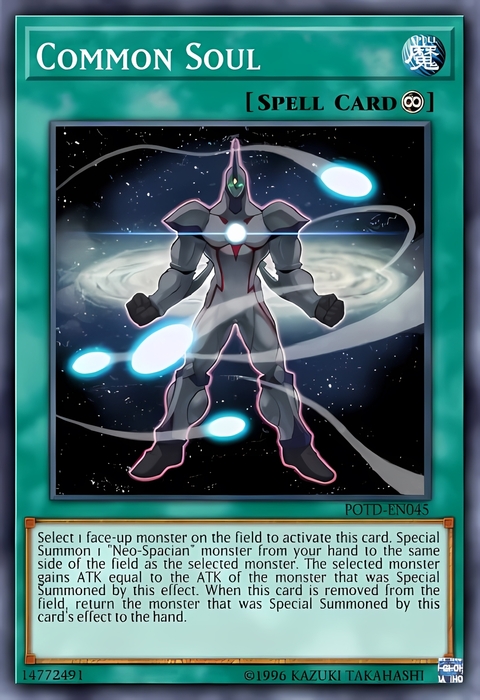 COMMON SOUL
魔
[SPELL CARD]
POTD-EN045
Select 1 face-up monster on the field to activate this card. Special
Summon 1 "Neo-Spacian" monster from your hand to the same
side of the field as the selected monster. The selected monster
gains ATK equal to the ATK of the monster that was Special
Summoned by this effect. When this card is removed from the
field, return the monster that was Special Summoned by this
card's effect to the hand.
14772491
©1996 KAZUKI TAKAHASHI